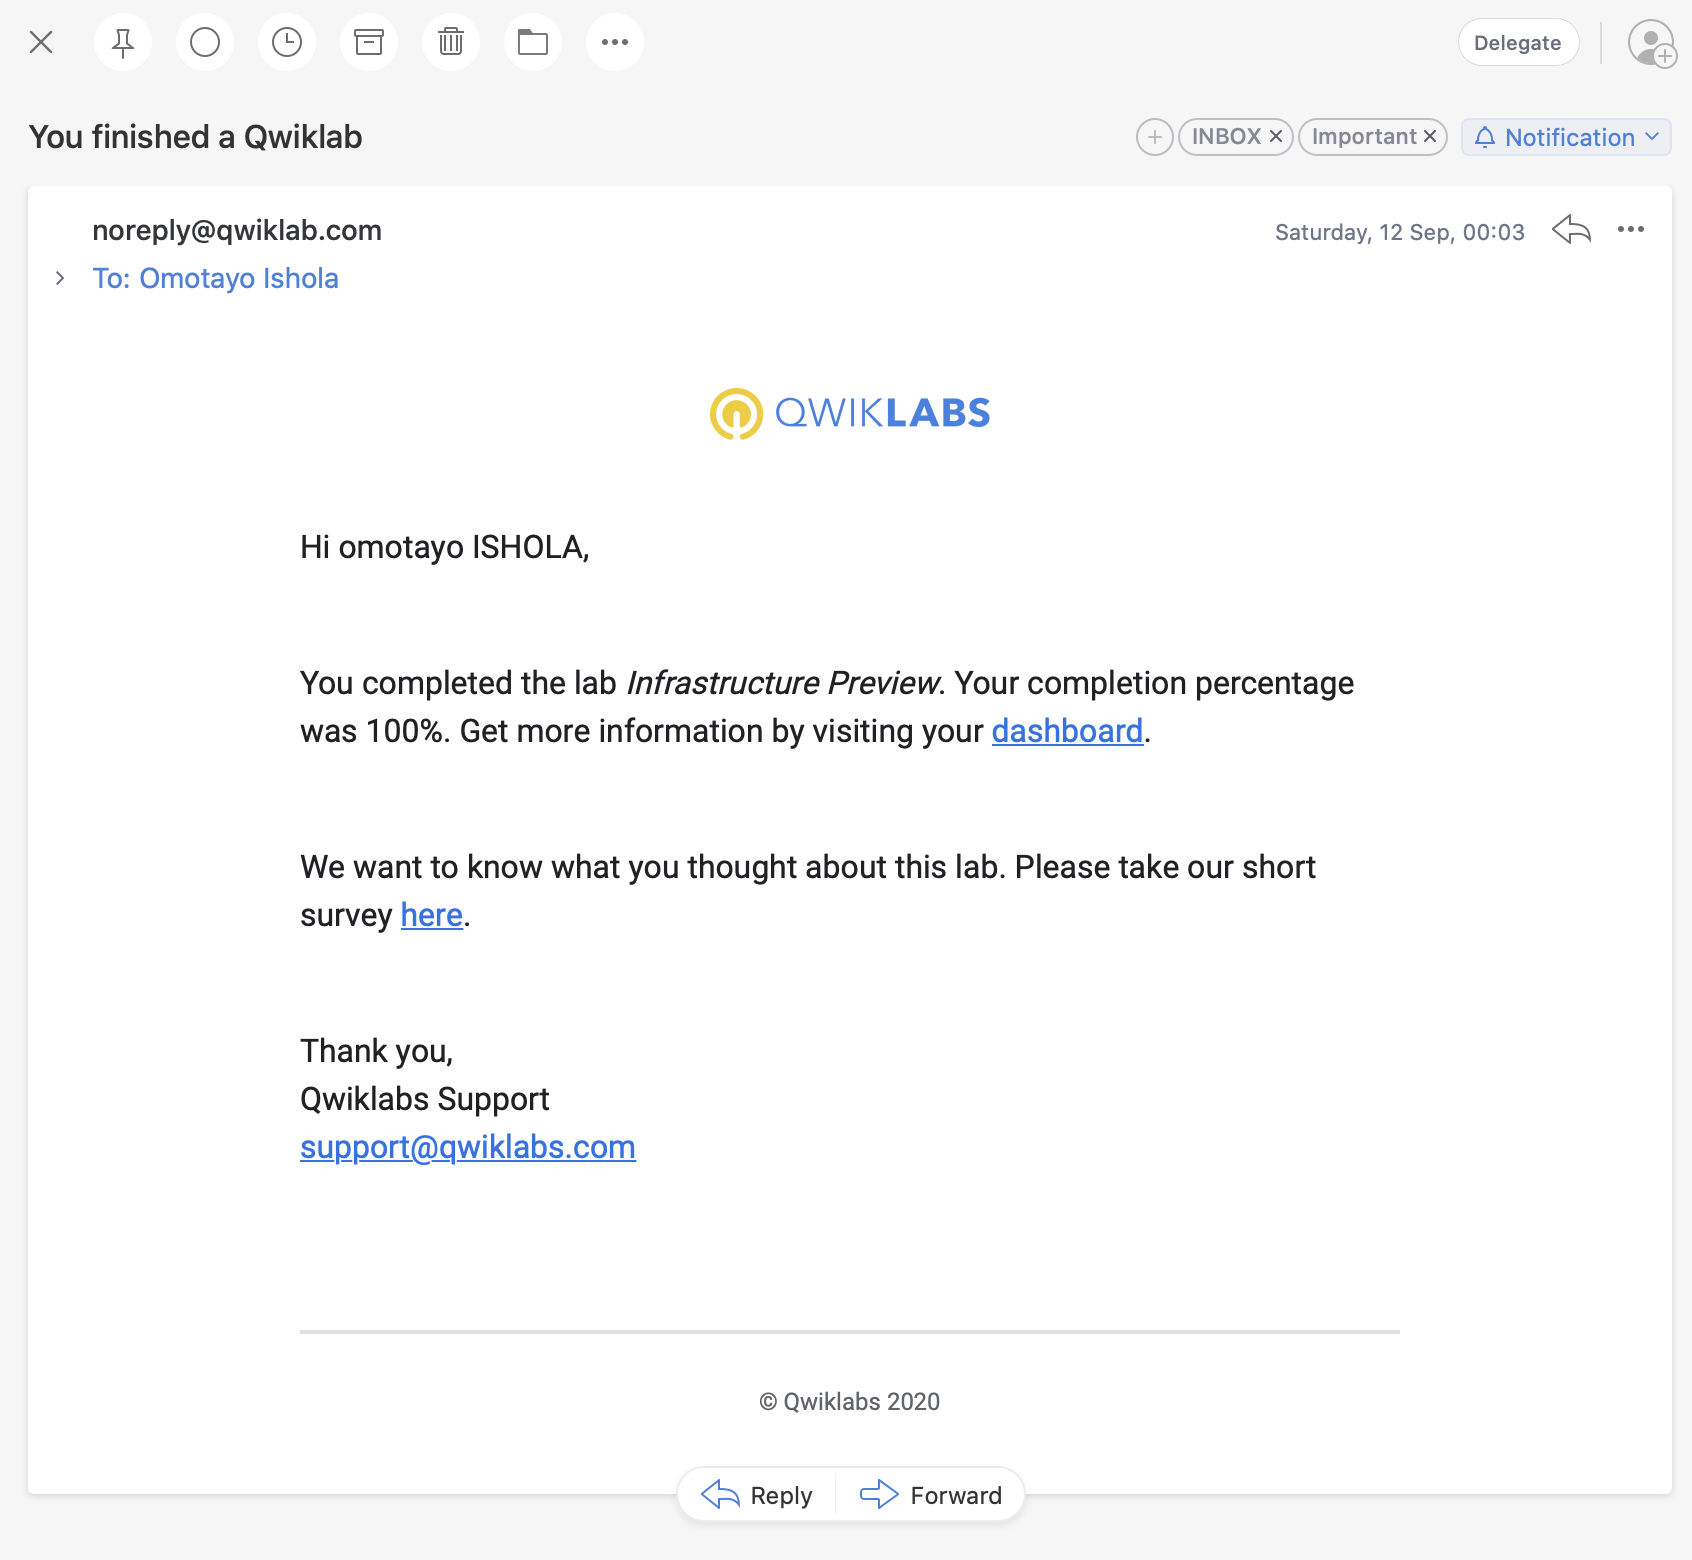 Delegate
You finished a Qwiklab
INBOX
Important
Notification
noreply@qwiklab.com
Saturday, 12 Sep, 00:03
To: Omotayo Ishola
QWIKLABS
Hi omotayo ISHOLA,
You completed the lab Infrastructure Preview. Your completion percentage
was 100%. Get more information by visiting your dashboard.
We want to know what you thought about this lab. Please take our short
survey here.
Thank you,
Qwiklabs Support
support@qwiklabs.com
© Qwiklabs 2020
Reply
Forward